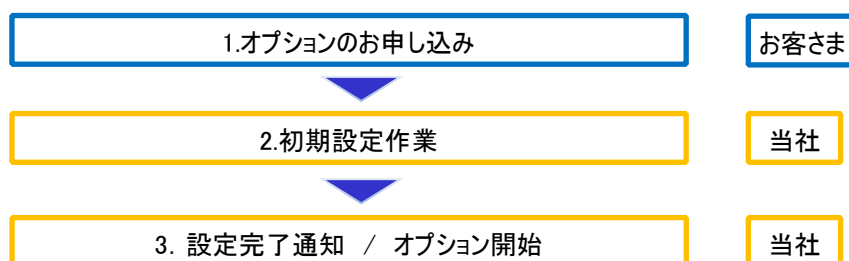 1.オプションのお申し込み
お客さま
2.初期設定作業
当社
3. 設定完了通知 / オプション開始
当社